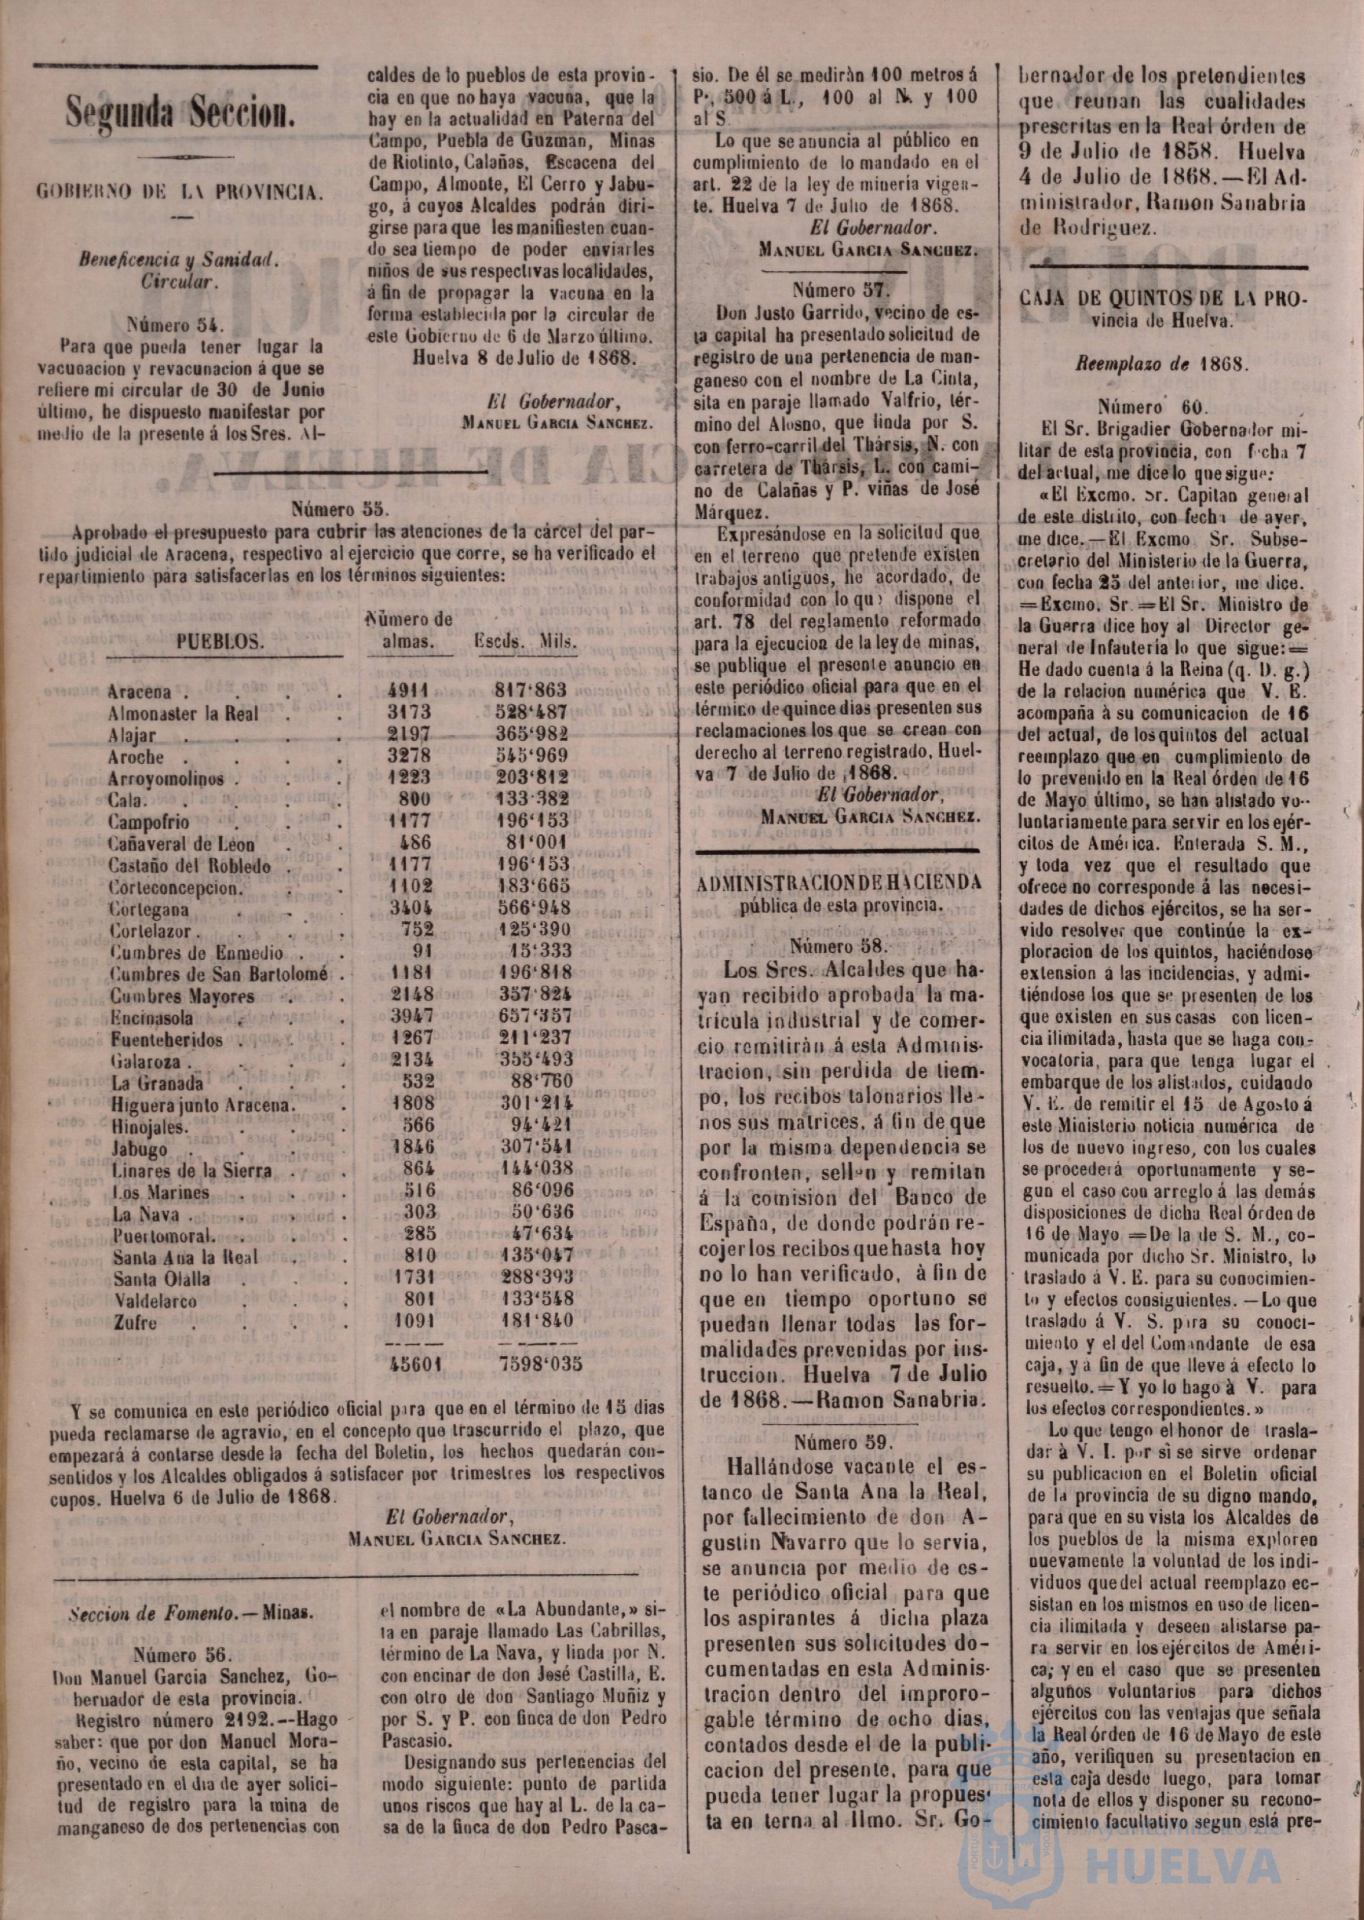 Segunda Seccion.
GOBIERNO DE LA PROVINCIA.
Beneficencia y Sanidad.
Circular.
Número 54.
Para que pueda tener lugar la
vacunacion y revacunacion á que se
refiere mi circular de 30 de Junio
último, he dispuesto manifestar por
medio de la presente á los Sres. Al-
caldes de lo pueblos de esta provin-
cia en que no haya vacuna, que la
hay en la actualidad en Paterna del
Campo, Puebla de Guzman, Minas
de Riotinto, Calañas, Escacena del
Campo, Almonte, El Cerro y Jabu-
go, á cuyos Alcaldes podrán diri-
girse para que les manifiesten cuan-
do sea tiempo de poder enviarles
niños de sus respectivas localidades,
á fin de propagar la vacuna en la
forma establecida por la circular de
este Gobierno de 6 de Marzo último.
Huelva 8 de Julio de 1868.
El Gobernador,
MANUEL GARCIA SANCHEZ.
Número 55.
Aprobado el presupuesto para cubrir las atenciones de la cárcel del par-
tido judicial de Aracena, respectivo al ejercicio que corre, se ha verificado el
repartimiento para satisfacerlas en los términos siguientes:
PUEBLOS. Número de almas. Escds. Mils.
Aracena . . . . 4911 817‘863
Almonaster la Real . . 3173 528‘487
Alajar . . . . 2197 365‘982
Aroche . . . . 3278 545‘969
Arroyomolinos . . . 1223 203‘812
Cala. . . . . 800 133‘382
Campofrio . . . 1177 196‘153
Cañaveral de Leon . . 486 81‘001
Castaño del Robledo . . 1177 196‘153
Corteconcepcion. . . 1102 183‘665
Cortegana . . . 3404 566‘948
Cortelazor . . . . 752 125‘390
Cumbres de Enmedio . . 91 15‘333
Cumbres de San Bartolomé . 1181 196‘818
Cumbres Mayores . . 2148 357‘824
Encinasola . . . 3947 657‘357
Fuenteheridos . . . 1267 211‘237
Galaroza . . . . 2134 355‘493
La Granada . . . 532 88‘760
Higuera junto Aracena. . 1808 301‘214
Hinojales. . . . 566 94‘421
Jabugo . . . . 1846 307‘541
Linares de la Sierra . . 864 144‘038
Los Marines . . . 516 86‘096
La Nava . . . . 303 50‘636
Puertomoral. . . . 285 47‘634
Santa Ana la Real . . 810 135‘047
Santa Olalla . . . 1731 288‘393
Valdelarco . . . 801 133‘548
Zufre . . . . 1091 181‘840
45601 7598‘035
Y se comunica en este periódico oficial para que en el término de 15 dias
pueda reclamarse de agravio, en el concepto que trascurrido el plazo, que
empezará á contarse desde la fecha del Boletin, los hechos quedarán con-
sentidos y los Alcaldes obligados á satisfacer por trimestres los respectivos
cupos. Huelva 6 de Julio de 1868.
El Gobernador,
MANUEL GARCIA SANCHEZ.
Seccion de Fomento.—Minas.
Número 56.
Don Manuel Garcia Sanchez, Go-
bernador de esta provincia.
Registro número 2192.--Hago
saber: que por don Manuel Mora-
ño, vecino de esta capital, se ha
presentado en el dia de ayer solici-
tud de registro para la mina de
manganeso de dos pertenencias con
el nombre de «La Abundante,» si-
ta en paraje llamado Las Cabrillas,
término de La Nava, y linda por N.
con encinar de don José Castilla, E.
con otro de don Santiago Muñiz y
por S. y P. con finca de don Pedro
Pascasio.
Designando sus pertenencias del
modo siguiente: punto de partida
unos riscos que hay al L. de la ca-
sa de la finca de don Pedro Pasca-
sio. De él se medirán 100 metros á
P., 500 á L., 100 al N. y 100
al S.
Lo que se anuncia al público en
cumplimiento de lo mandado en el
art. 22 de la ley de minería vigen-
te. Huelva 7 de Julio de 1868.
El Gobernador.
MANUEL GARCIA SANCHEZ.
Número 57.
Don Justo Garrido, vecino de es-
ta capital ha presentado solicitud de
registro de una pertenencia de man-
ganeso con el nombre de La Cinta,
sita en paraje llamado Valfrio, tér-
mino del Alosno, que linda por S.
con ferro-carril del Thársis, N. con
carretera de Thársis, L. con cami-
no de Calañas y P. viñas de José
Márquez.
Expresándose en la solicitud que
en el terreno que pretende existen
trabajos antiguos, he acordado, de
conformidad con lo que dispone el
art. 78 del reglamento reformado
para la ejecucion de la ley de minas,
se publique el presente anuncio en
este periódico oficial para que en el
término de quince dias presenten sus
reclamaciones los que se crean con
derecho al terreno registrado, Huel-
va 7 de Julio de 1868.
El Gobernador,
MANUEL GARCIA SANCHEZ.
ADMINISTRACION DE HACIENDA
pública de esta provincia.
Número 58.
Los Sres. Alcaldes que ha-
yan recibido aprobada la ma-
trícula industrial y de comer-
cio remitirán á esta Adminis-
tracion, sin perdida de tiem-
po, los recibos talonarios lle-
nos sus matrices, á fin de que
por la misma dependencia se
confronten, sellen y remitan
á la comision del Banco de
España, de donde podrán re-
cojer los recibos que hasta hoy
no lo han verificado, à fin de
que en tiempo oportuno se
puedan llenar todas las for-
malidades prevenidas por ins-
truccion. Huelva 7 de Julio
de 1868.—Ramon Sanabria.
Número 59.
Hallándose vacante el es-
tanco de Santa Ana la Real,
por fallecimiento de don A-
gustin Navarro que lo servia,
se anuncia por medio de es-
te periódico oficial para que
los aspirantes á dicha plaza
presenten sus solicitudes do-
cumentadas en esta Adminis-
tracion dentro del improro-
gable término de ocho dias,
contados desde el de la publi-
cacion del presente, para que
pueda tener lugar la propues-
ta en terna al Ilmo. Sr. Go-
bernador de los pretendientes
que reunan las cualidades
prescritas en la Real órden de
9 de Julio de 1858. Huelva
4 de Julio de 1868.—El Ad-
ministrador, Ramon Sanabria
de Rodriguez.
CAJA DE QUINTOS DE LA PRO-
vincia de Huelva.
Reemplazo de 1868.
Número 60.
El Sr. Brigadier Gobernador mi-
litar de esta provincia, con fecha 7
del actual, me dice lo que sigue:
«El Excmo. Sr. Capitan general
de este distrito, con fecha de ayer,
me dice.—El Excmo Sr. Subse-
cretario del Ministerio de la Guerra,
con fecha 25 del anterior, me dice.
=Excmo. Sr.=El Sr. Ministro de
la Guerra dice hoy al Director ge-
neral de Infantería lo que sigue:=
He dado cuenta á la Reina (q. D. g.)
de la relacion numérica que V. E.
acompaña à su comunicacion de 16
del actual, de los quintos del actual
reemplazo que en cumplimiento de
lo prevenido en la Real órden de 16
de Mayo último, se han alistado vo-
luntariamente para servir en los ejér-
citos de América. Enterada S. M.,
y toda vez que el resultado que
ofrece no corresponde á las necesi-
dades de dichos ejércitos, se ha ser-
vido resolver que continúe la ex-
ploracion de los quintos, haciéndose
extension á las incidencias, y admi-
tiéndose los que se presenten de los
que existen en sus casas con licen-
cia ilimitada, hasta que se haga con-
vocatoria, para que tenga lugar el
embarque de los alistados, cuidando
V. E. de remitir el 15 de Agosto á
este Ministerio noticia numérica de
los de nuevo ingreso, con los cuales
se procederá oportunamente y se-
gun el caso con arreglo á las demás
disposiciones de dicha Real órden de
16 de Mayo=De la de S. M., co-
municada por dicho Sr. Ministro, lo
traslado á V. E. para su conocimien-
to y efectos consiguientes.—Lo que
traslado á V. S. para su conoci-
miento y el del Comandante de esa
caja, y á fin de que lleve á efecto lo
resuelto.=Y yo lo hago à V. para
los efectos correspondientes.»
Lo que tengo el honor de trasla-
dar à V. I. por si se sirve ordenar
su publicacion en el Boletin oficial
de la provincia de su digno mando,
para que en su vista los Alcaldes de
los pueblos de la misma exploren
nuevamente la voluntad de los indi-
viduos que del actual reemplazo ec-
sistan en los mismos en uso de licen-
cia ilimitada y deseen alistarse pa-
ra servir en los ejércitos de Améri-
ca; y en el caso que se presenten
algunos voluntarios para dichos
ejércitos con las ventajas que señala
la Real órden de 16 de Mayo de este
año, verifiquen su presentacion en
esta caja desde luego, para tomar
nota de ellos y disponer su recono-
cimiento facultativo segun está pre-
HUELVA